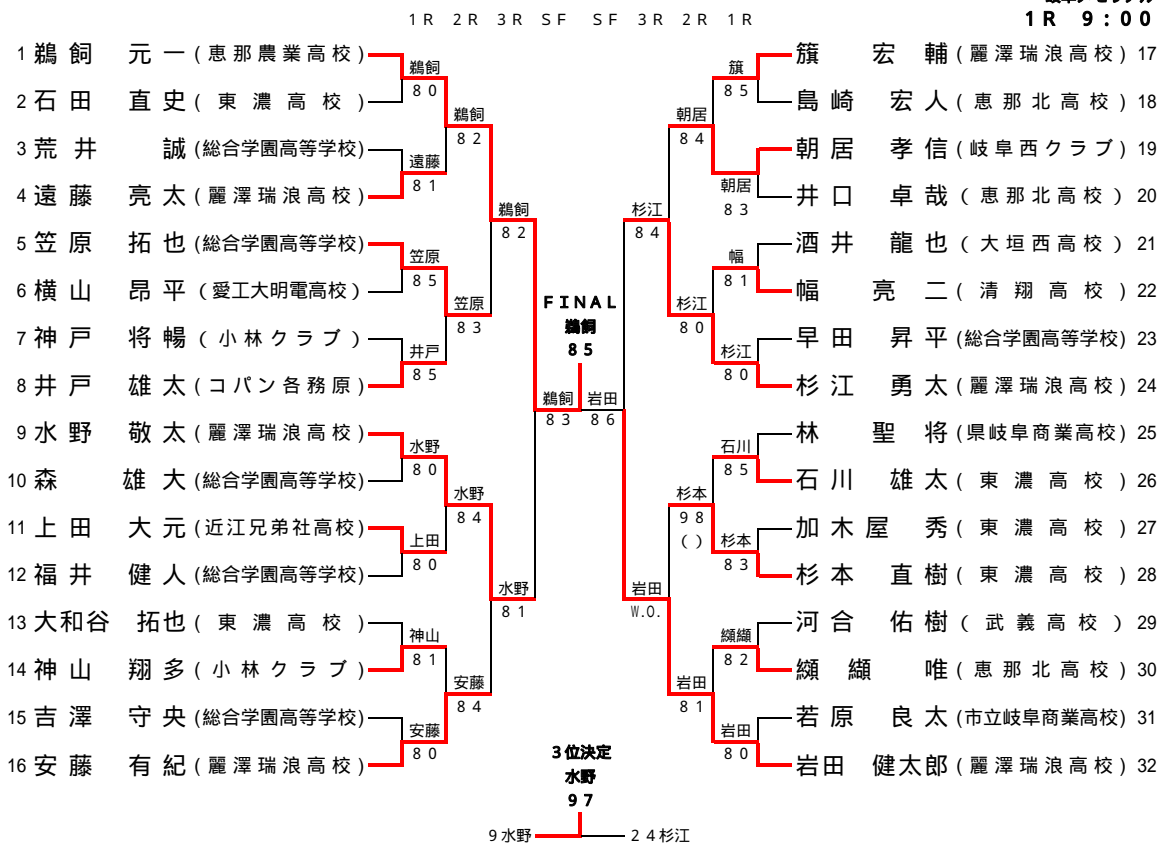 1R 2R 3R SF SF 3R 2R 1R
1R 9:00
1 鵜飼 元一 (恵那農業高校)
2 石田 直史 (東濃高校)
3 荒井 誠 (総合学園高等学校)
4 遠藤 亮太 (麗澤瑞浪高校)
5 笠原 拓也 (総合学園高等学校)
6 横山 昂平 (愛工大明電高校)
7 神戸 将暢 (小林クラブ)
8 井戸 雄太 (コパン各務原)
9 水野 敬太 (麗澤瑞浪高校)
10 森 雄大 (総合学園高等学校)
11 上田 大元 (近江兄弟社高校)
12 福井 健人 (総合学園高等学校)
13 大和谷 拓也 (東濃高校)
14 神山 翔多 (小林クラブ)
15 吉澤 守央 (総合学園高等学校)
16 安藤 有紀 (麗澤瑞浪高校)
鵜飼
80
遠藤
81
笠原
85
井戸
85
水野
80
上田
80
神山
81
安藤
80
鵜飼
82
笠原
83
水野
84
安藤
84
鵜飼
82
水野
81
鵜飼
83
FINAL
鵜飼
85
岩田
86
杉江
84
岩田
W.O.
朝居
84
杉江
80
杉本
98
( )
岩田
81
籏
85
朝居
83
幅
81
杉江
80
石川
85
杉本
83
纐纈
82
岩田
80
籏 宏輔 (麗澤瑞浪高校) 17
島崎 宏人 (恵那北高校) 18
朝居 孝信 (岐阜西クラブ) 19
井口 卓哉 (恵那北高校) 20
酒井 龍也 (大垣西高校) 21
幅 亮二 (清翔高校) 22
早田 昇平 (総合学園高等学校) 23
杉江 勇太 (麗澤瑞浪高校) 24
林 聖将 (県岐阜商業高校) 25
石川 雄太 (東濃高校) 26
加木屋 秀 (東濃高校) 27
杉本 直樹 (東濃高校) 28
河合 佑樹 (武義高校) 29
纐纈 唯 (恵那北高校) 30
若原 良太 (市立岐阜商業高校) 31
岩田 健太郎 (麗澤瑞浪高校) 32
3位決定
水野
97
9水野 24杉江